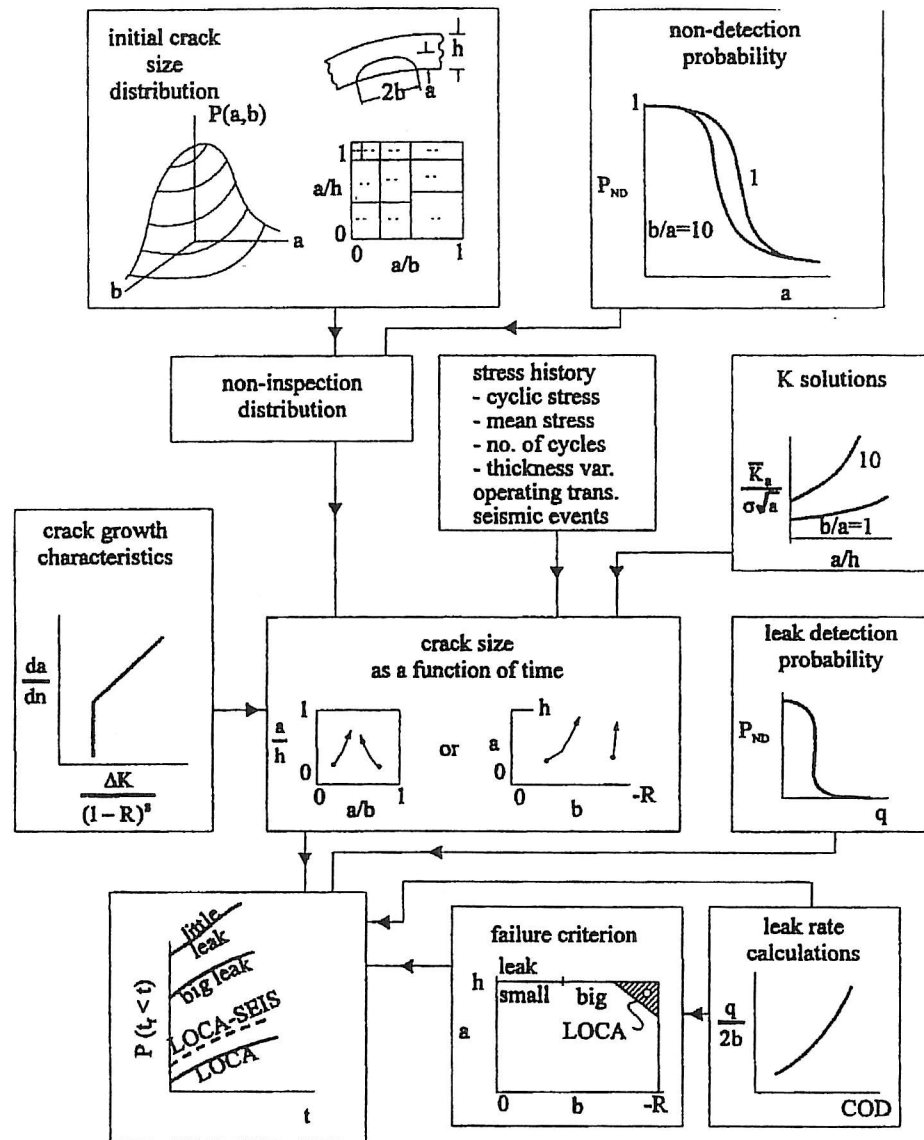 initial crack
size
distribution
P(a,b)
a
b
h
a
2b
1
a/h
0
0
1
a/b
non-detection
probability
1
P_ND
1
b/a=10
a
non-inspection
distribution
stress history
- cyclic stress
- mean stress
- no. of cycles
- thickness var.
operating trans.
seismic events
K solutions
K̅ₐ
σ√a
10
b/a=1
a/h
crack growth
characteristics
da
dn
ΔK
(1 − R)ˢ
crack size
as a function of time
1
a
h
0
0
1
a/b
or
h
a
0
b
-R
leak detection
probability
P_ND
q
little
leak
big leak
LOCA-SEIS
LOCA
P (t_f < t)
t
failure criterion
h
leak
small
big
LOCA
a
0
b
-R
leak rate
calculations
q
2b
COD